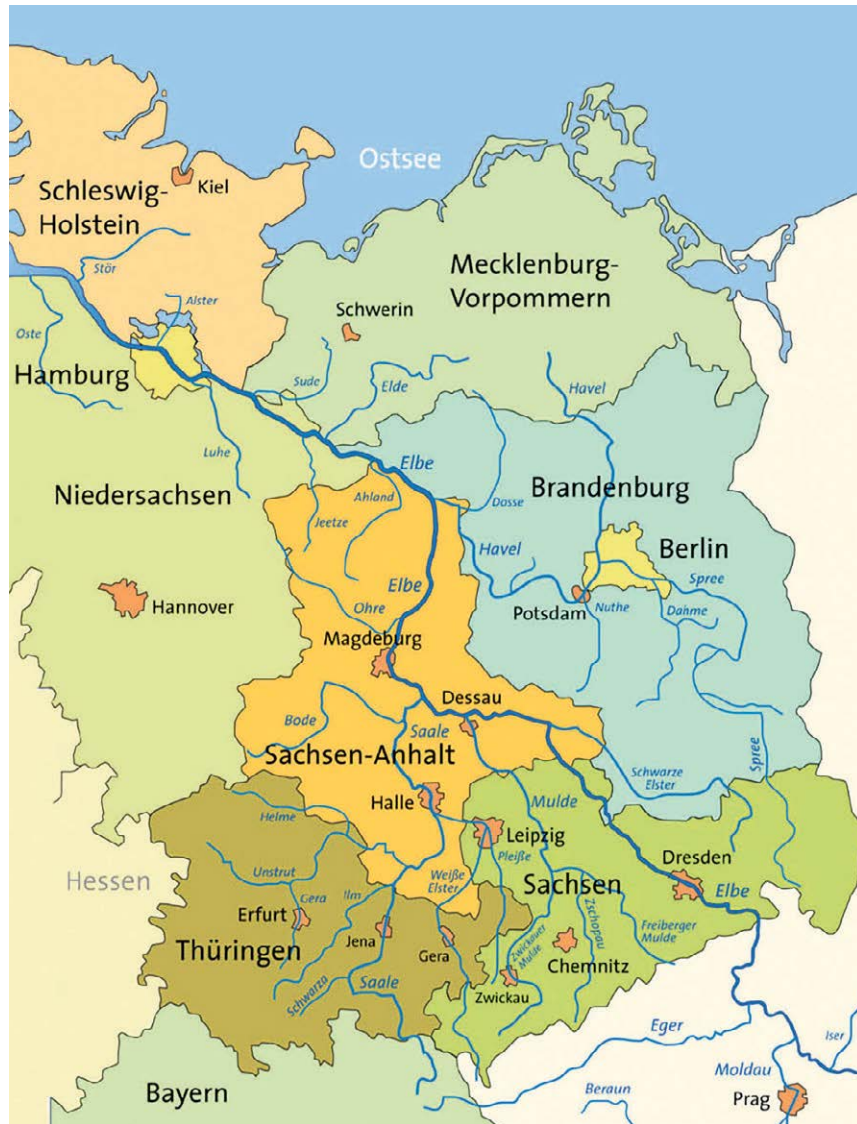 Ostsee
Schleswig-
Holstein
Kiel
Stör
Mecklenburg-
Vorpommern
Alster
Schwerin
Oste
Hamburg
Sude
Elde
Havel
Luhe
Elbe
Niedersachsen
Ahland
Dosse
Brandenburg
Jeetze
Havel
Berlin
Elbe
Spree
Hannover
Ohre
Potsdam
Nuthe
Dahme
Magdeburg
Dessau
Bode
Saale
Spree
Sachsen-Anhalt
Schwarze
Elster
Halle
Mulde
Helme
Leipzig
Pleiße
Dresden
Hessen
Unstrut
Weiße
Elster
Sachsen
Elbe
Gera
Ilm
Zschopau
Erfurt
Freiberger
Mulde
Thüringen
Jena
Gera
Zwickauer
Mulde
Chemnitz
Schwarza
Saale
Zwickau
Eger
Iser
Moldau
Bayern
Beraun
Prag